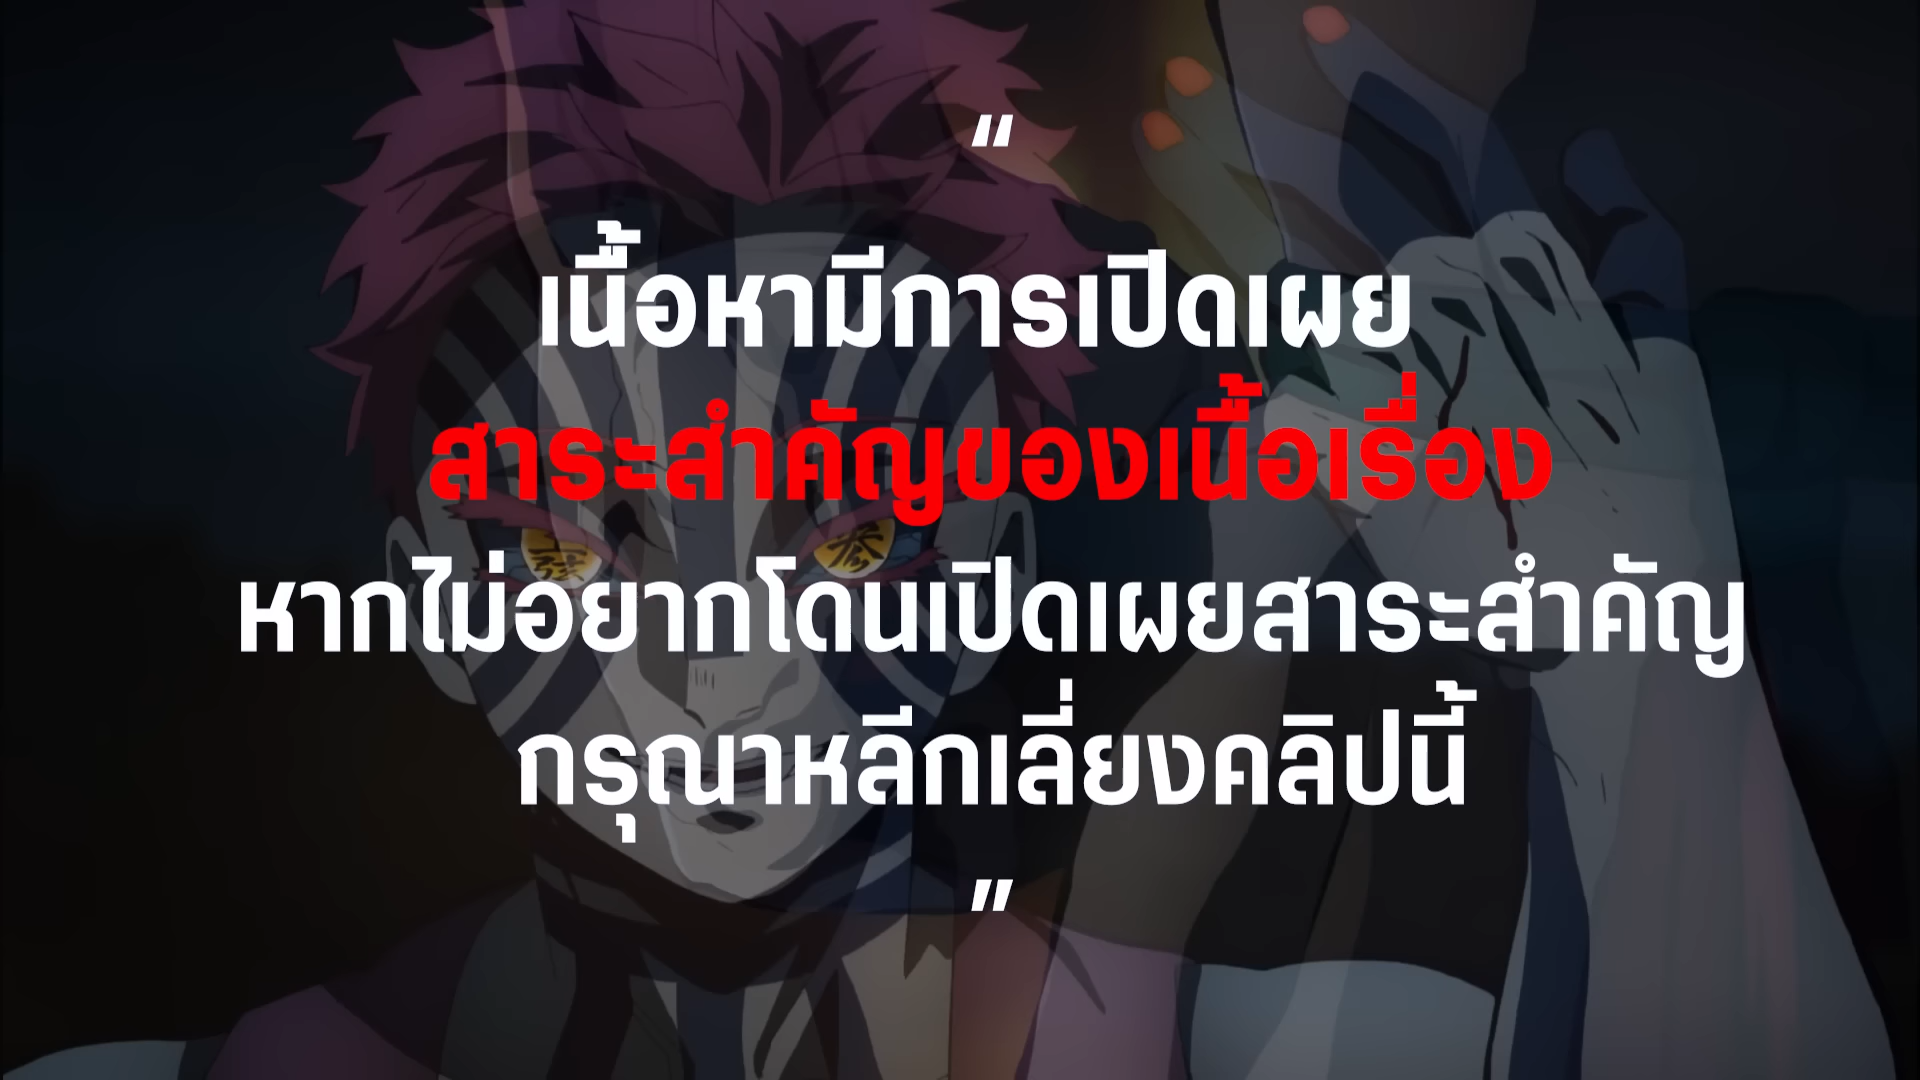 "
เนื้อหามีการเปิดเผย
สาระสำคัญของเนื้อเรื่อง
หากไม่อยากโดนเปิดเผยสาระสำคัญ
กรุณาหลีกเลี่ยงคลิปนี้
"
上弦 参